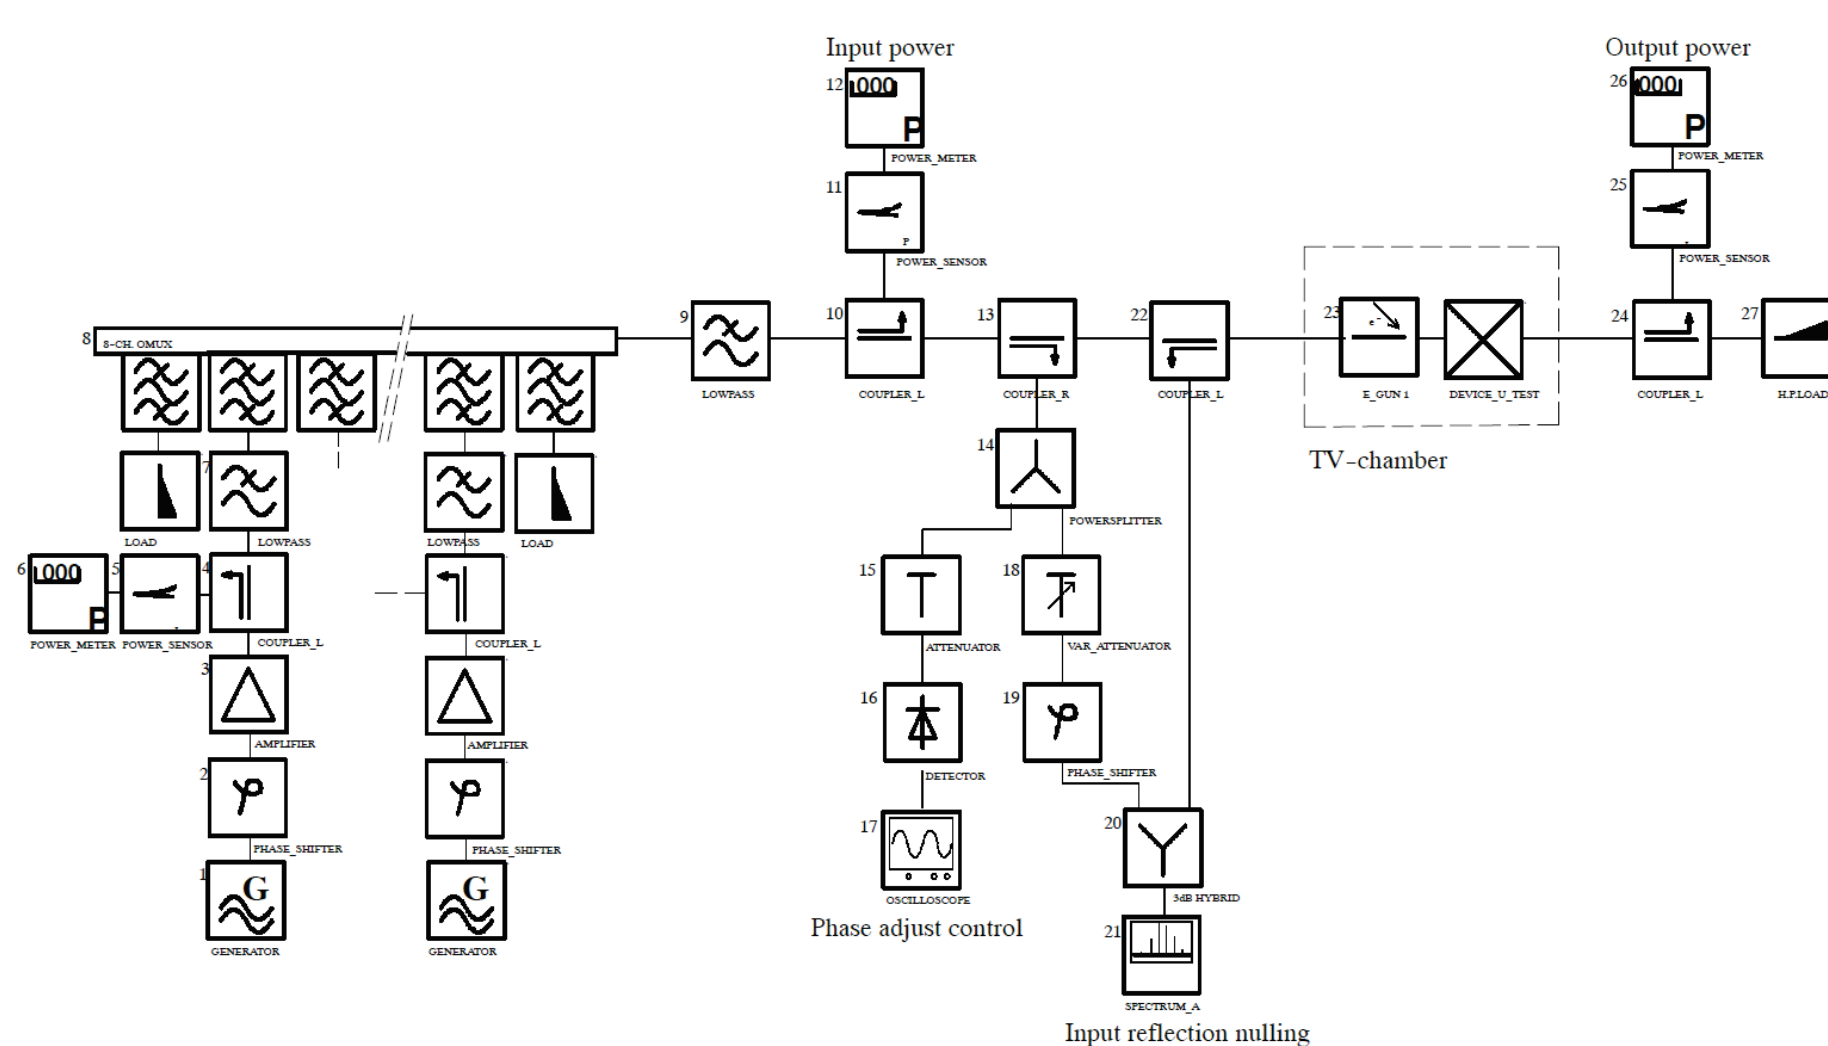 Input power
Output power
12
000
P
POWER_METER
26
000
P
POWER_METER
11
P
POWER_SENSOR
25
POWER_SENSOR
8
8-CH. OMUX
9
LOWPASS
10
COUPLER_L
13
COUPLER_R
22
COUPLER_L
23
e-
E_GUN 1
DEVICE_U_TEST
24
COUPLER_L
27
H.P.LOAD
TV-chamber
LOAD
7
LOWPASS
LOWPASS
LOAD
14
POWERSPLITTER
6
000
P
POWER_METER
5
POWER_SENSOR
4
COUPLER_L
COUPLER_L
15
ATTENUATOR
18
VAR_ATTENUATOR
3
AMPLIFIER
AMPLIFIER
16
DETECTOR
19
PHASE_SHIFTER
2
PHASE_SHIFTER
PHASE_SHIFTER
17
OSCILLOSCOPE
Phase adjust control
20
3dB HYBRID
1
G
GENERATOR
G
GENERATOR
21
SPECTRUM_A
Input reflection nulling